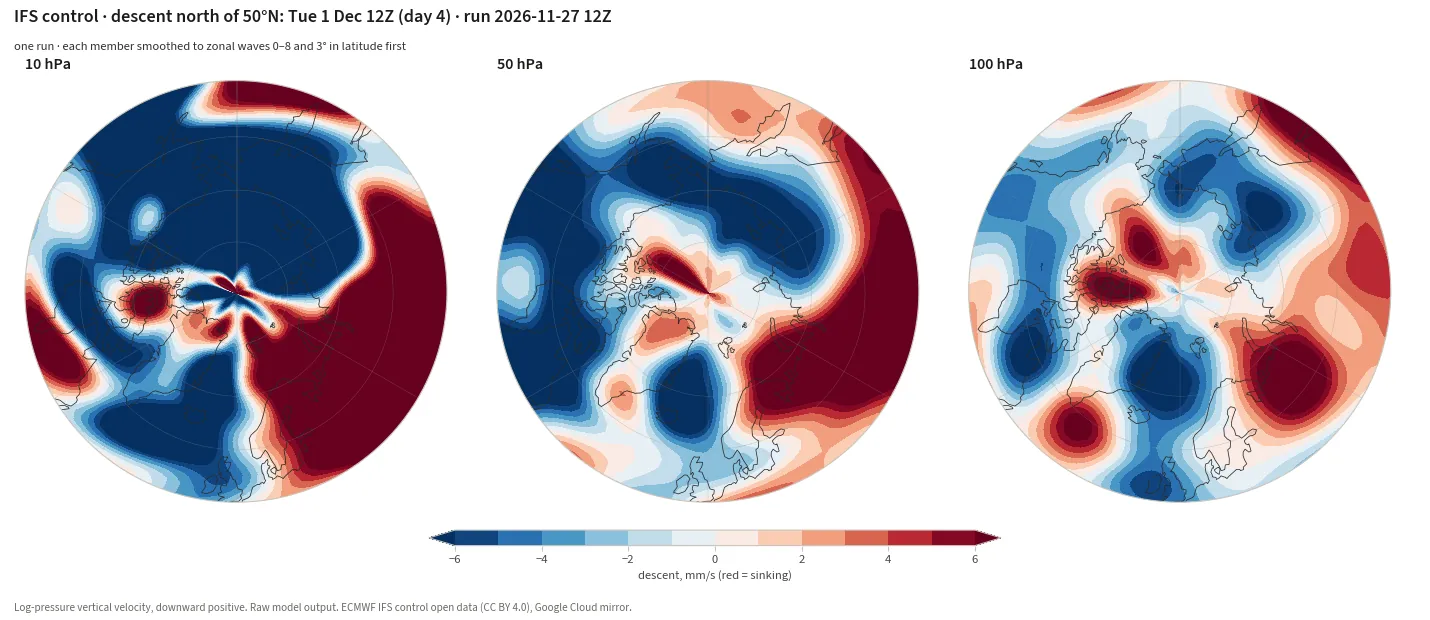 IFS control · descent north of 50°N: Tue 1 Dec 12Z (day 4) · run 2026-11-27 12Z
one run · each member smoothed to zonal waves 0–8 and 3° in latitude first
10 hPa
50 hPa
100 hPa
−6 −4 −2 0 2 4 6
descent, mm/s (red = sinking)
Log-pressure vertical velocity, downward positive. Raw model output. ECMWF IFS control open data (CC BY 4.0), Google Cloud mirror.